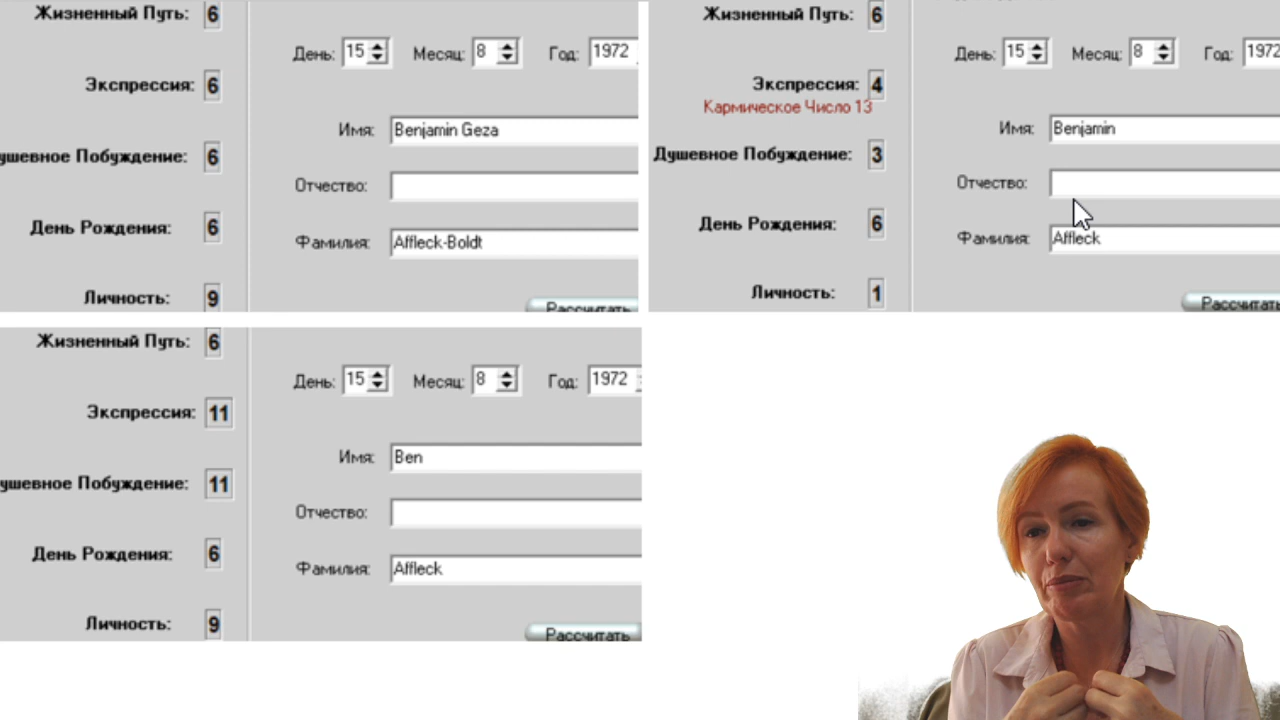 Жизненный Путь: 6
День: 15 Месяц: 8 Год: 1972
Экспрессия: 6
Имя: Benjamin Geza
ушевное Побуждение: 6
Отчество:
День Рождения: 6
Фамилия: Affleck-Boldt
Личность: 9
Рассчитать
Жизненный Путь: 6
День: 15 Месяц: 8 Год: 1972
Экспрессия: 4
Кармическое Число 13
Имя: Benjamin
Душевное Побуждение: 3
Отчество:
День Рождения: 6
Фамилия: Affleck
Личность: 1
Рассчитать
Жизненный Путь: 6
День: 15 Месяц: 8 Год: 1972
Экспрессия: 11
Имя: Ben
ушевное Побуждение: 11
Отчество:
День Рождения: 6
Фамилия: Affleck
Личность: 9
Рассчитать